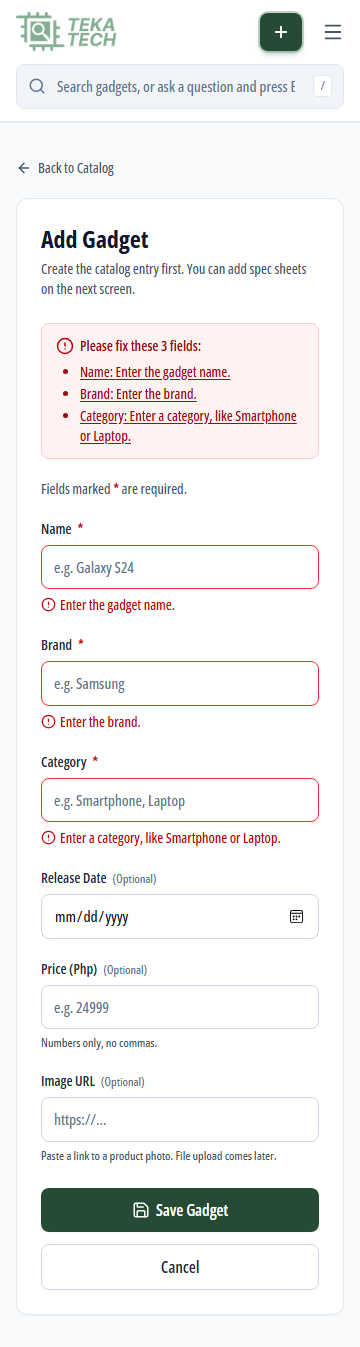 TEKA
TECH
+
Search gadgets, or ask a question and press E
/
← Back to Catalog
Add Gadget
Create the catalog entry first. You can add spec sheets
on the next screen.
Please fix these 3 fields:
• Name: Enter the gadget name.
• Brand: Enter the brand.
• Category: Enter a category, like Smartphone
or Laptop.
Fields marked * are required.
Name *
e.g. Galaxy S24
Enter the gadget name.
Brand *
e.g. Samsung
Enter the brand.
Category *
e.g. Smartphone, Laptop
Enter a category, like Smartphone or Laptop.
Release Date (Optional)
mm/dd/yyyy
Price (Php) (Optional)
e.g. 24999
Numbers only, no commas.
Image URL (Optional)
https://...
Paste a link to a product photo. File upload comes later.
Save Gadget
Cancel